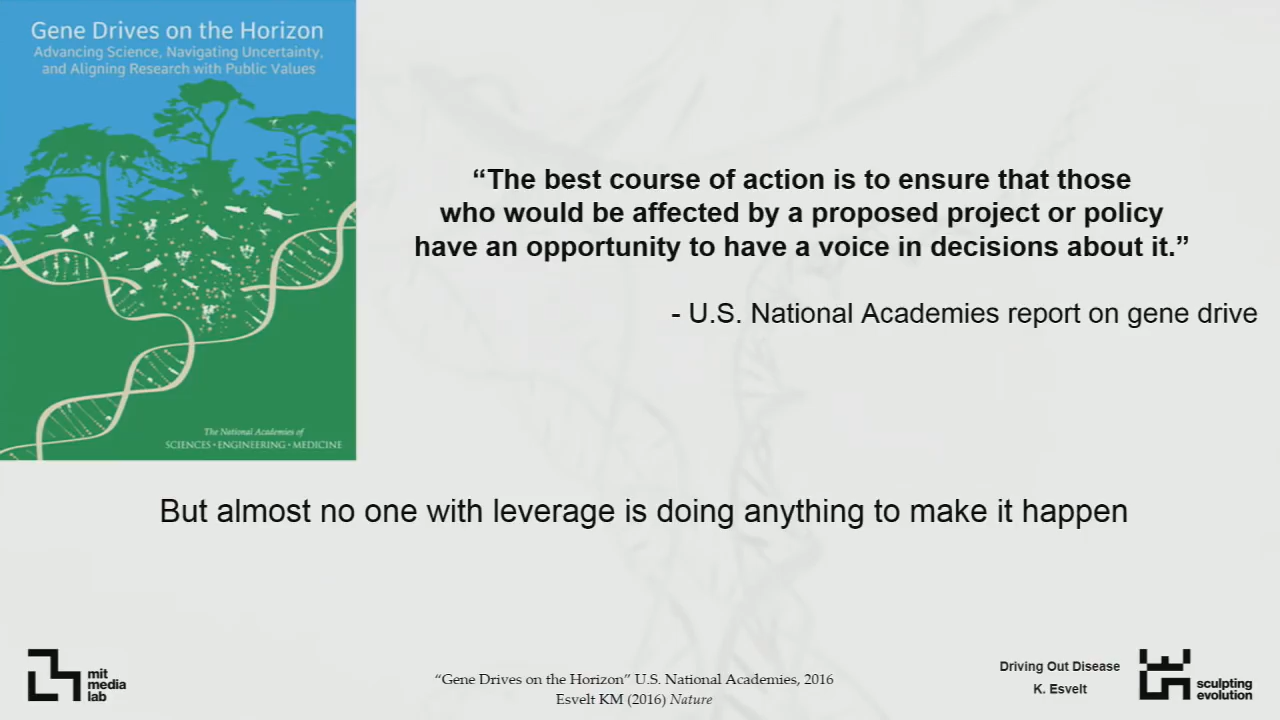 Gene Drives on the Horizon
Advancing Science, Navigating Uncertainty,
and Aligning Research with Public Values
The National Academies of
SCIENCES • ENGINEERING • MEDICINE
“The best course of action is to ensure that those
who would be affected by a proposed project or policy
have an opportunity to have a voice in decisions about it.”
- U.S. National Academies report on gene drive
But almost no one with leverage is doing anything to make it happen
mit
media
lab
“Gene Drives on the Horizon” U.S. National Academies, 2016
Esvelt KM (2016) Nature
Driving Out Disease
K. Esvelt
sculpting
evolution